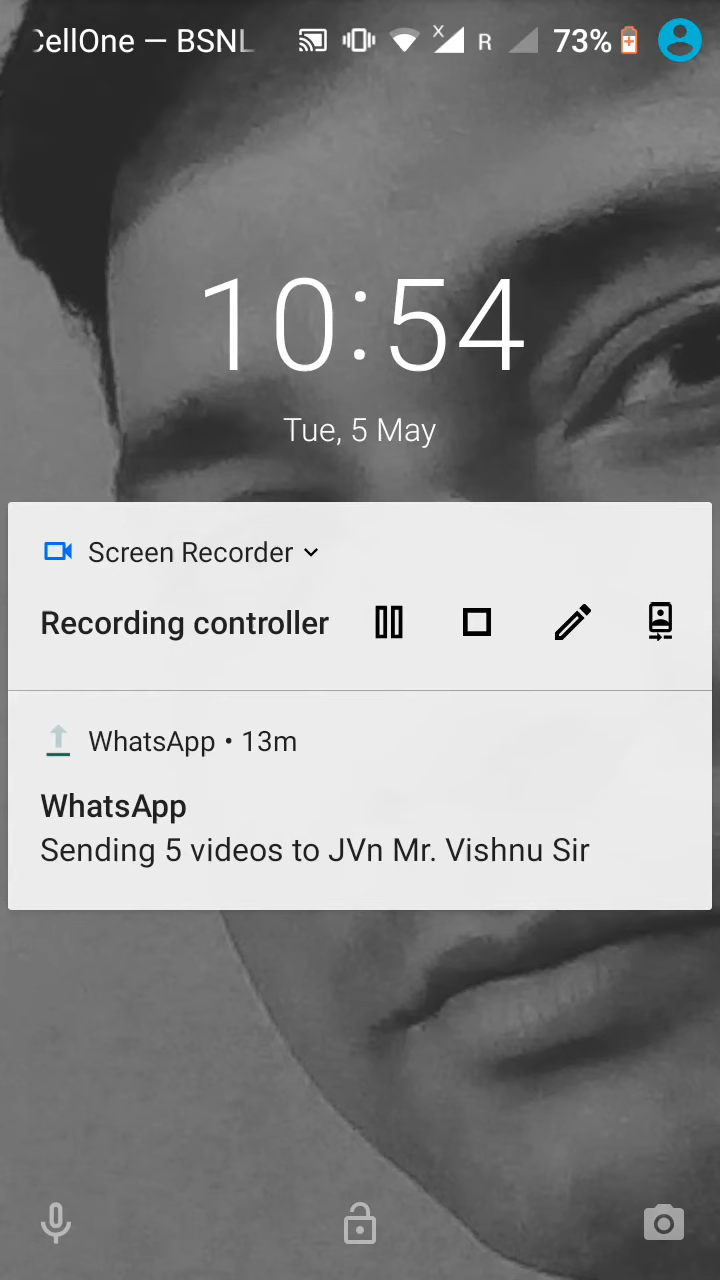 CellOne — BSNL X R 73%
10:54
Tue, 5 May
Screen Recorder
Recording controller
WhatsApp • 13m
WhatsApp
Sending 5 videos to JVn Mr. Vishnu Sir